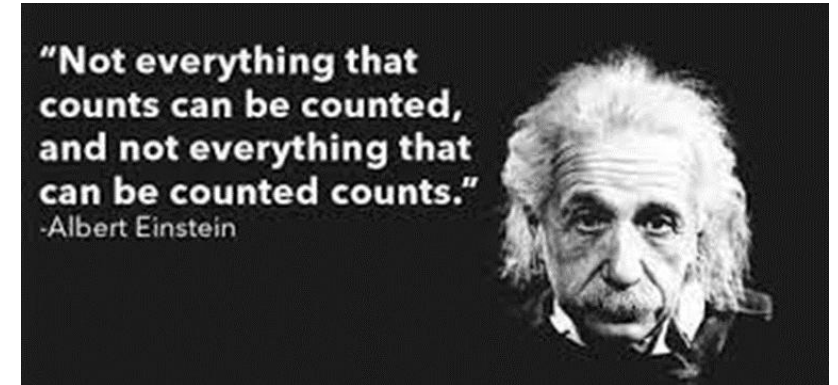 “Not everything that
counts can be counted,
and not everything that
can be counted counts.”
-Albert Einstein